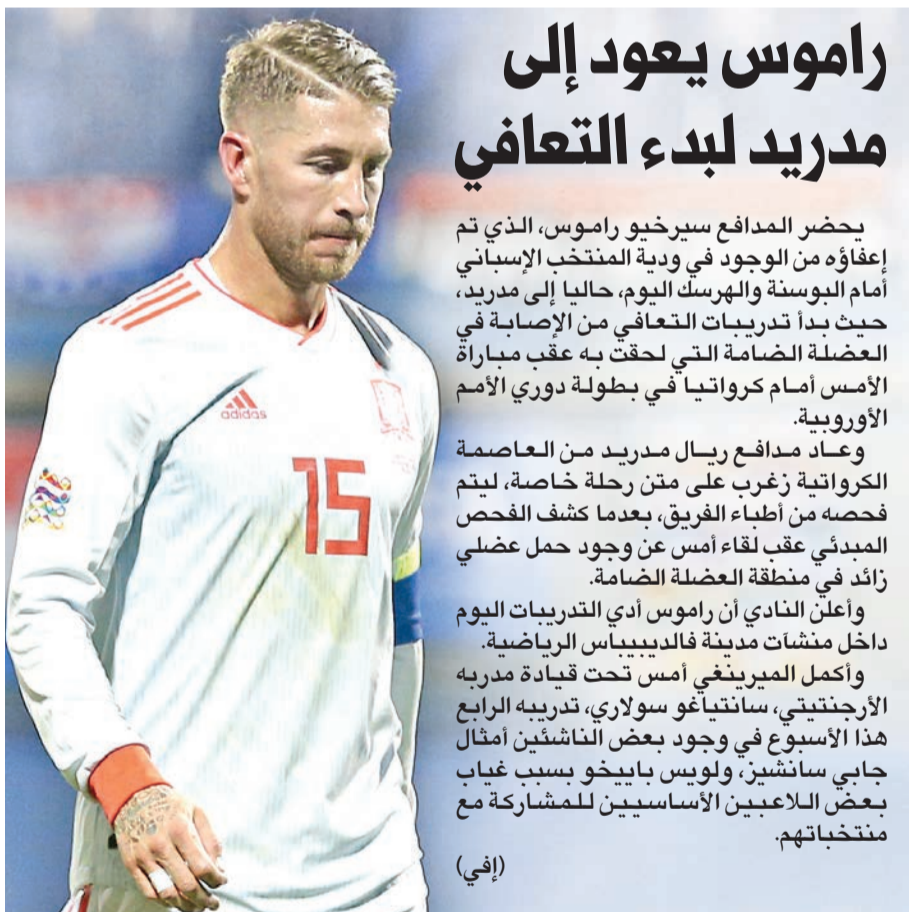 راموس يعود إلى
مدريد لبدء التعافي
يحضر المدافع سيرخيو راموس، الذي تم
إعفاؤه من الوجود في ودية المنتخب الإسباني
أمام البوسنة والهرسك اليوم، حاليا إلى مدريد،
حيث بدأ تدريبات التعافي من الإصابة في
العضلة الضامة التي لحقت به عقب مباراة
الأمس أمام كرواتيا في بطولة دوري الأمم
الأوروبية.
وعاد مدافع ريال مدريد من العاصمة
الكرواتية زغرب على متن رحلة خاصة، ليتم
فحصه من أطباء الفريق، بعدما كشف الفحص
المبدئي عقب لقاء أمس عن وجود حمل عضلي
زائد في منطقة العضلة الضامة.
وأعلن النادي أن راموس أدي التدريبات اليوم
داخل منشآت مدينة فالديبيباس الرياضية.
وأكمل الميرينغي أمس تحت قيادة مدربه
الأرجنتيتي، سانتياغو سولاري، تدريبه الرابع
هذا الأسبوع في وجود بعض الناشئين أمثال
جابي سانشيز، ولويس باييخو بسبب غياب
بعض اللاعبين الأساسيين للمشاركة مع
منتخباتهم.
(إفي)
adidas
15